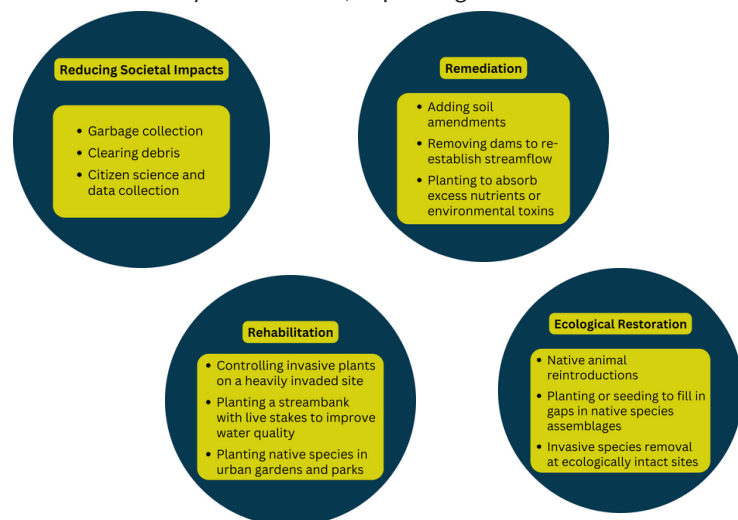 Reducing Societal Impacts
• Garbage collection
• Clearing debris
• Citizen science and
data collection
Remediation
• Adding soil
amendments
• Removing dams to re-
establish streamflow
• Planting to absorb
excess nutrients or
environmental toxins
Rehabilitation
• Controlling invasive plants
on a heavily invaded site
• Planting a streambank
with live stakes to improve
water quality
• Planting native species in
urban gardens and parks
Ecological Restoration
• Native animal
reintroductions
• Planting or seeding to fill in
gaps in native species
assemblages
• Invasive species removal
at ecologically intact sites